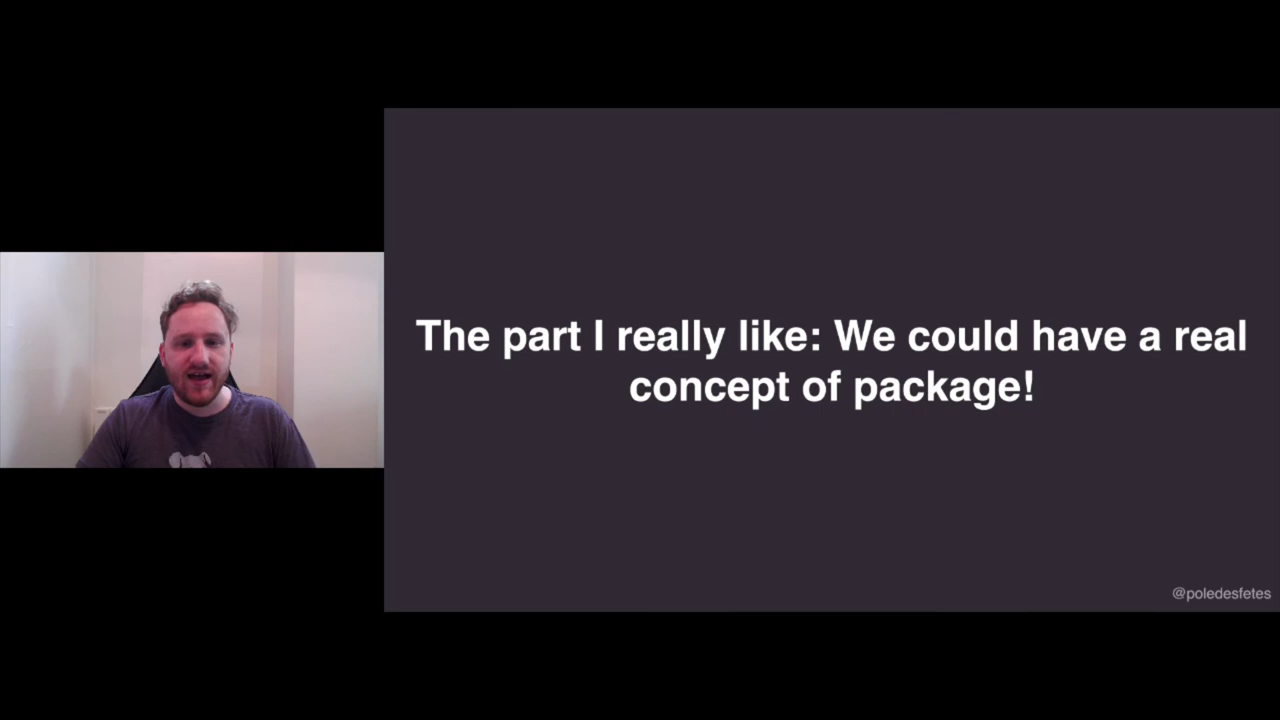 The part I really like: We could have a real
concept of package!
@poledesfetes